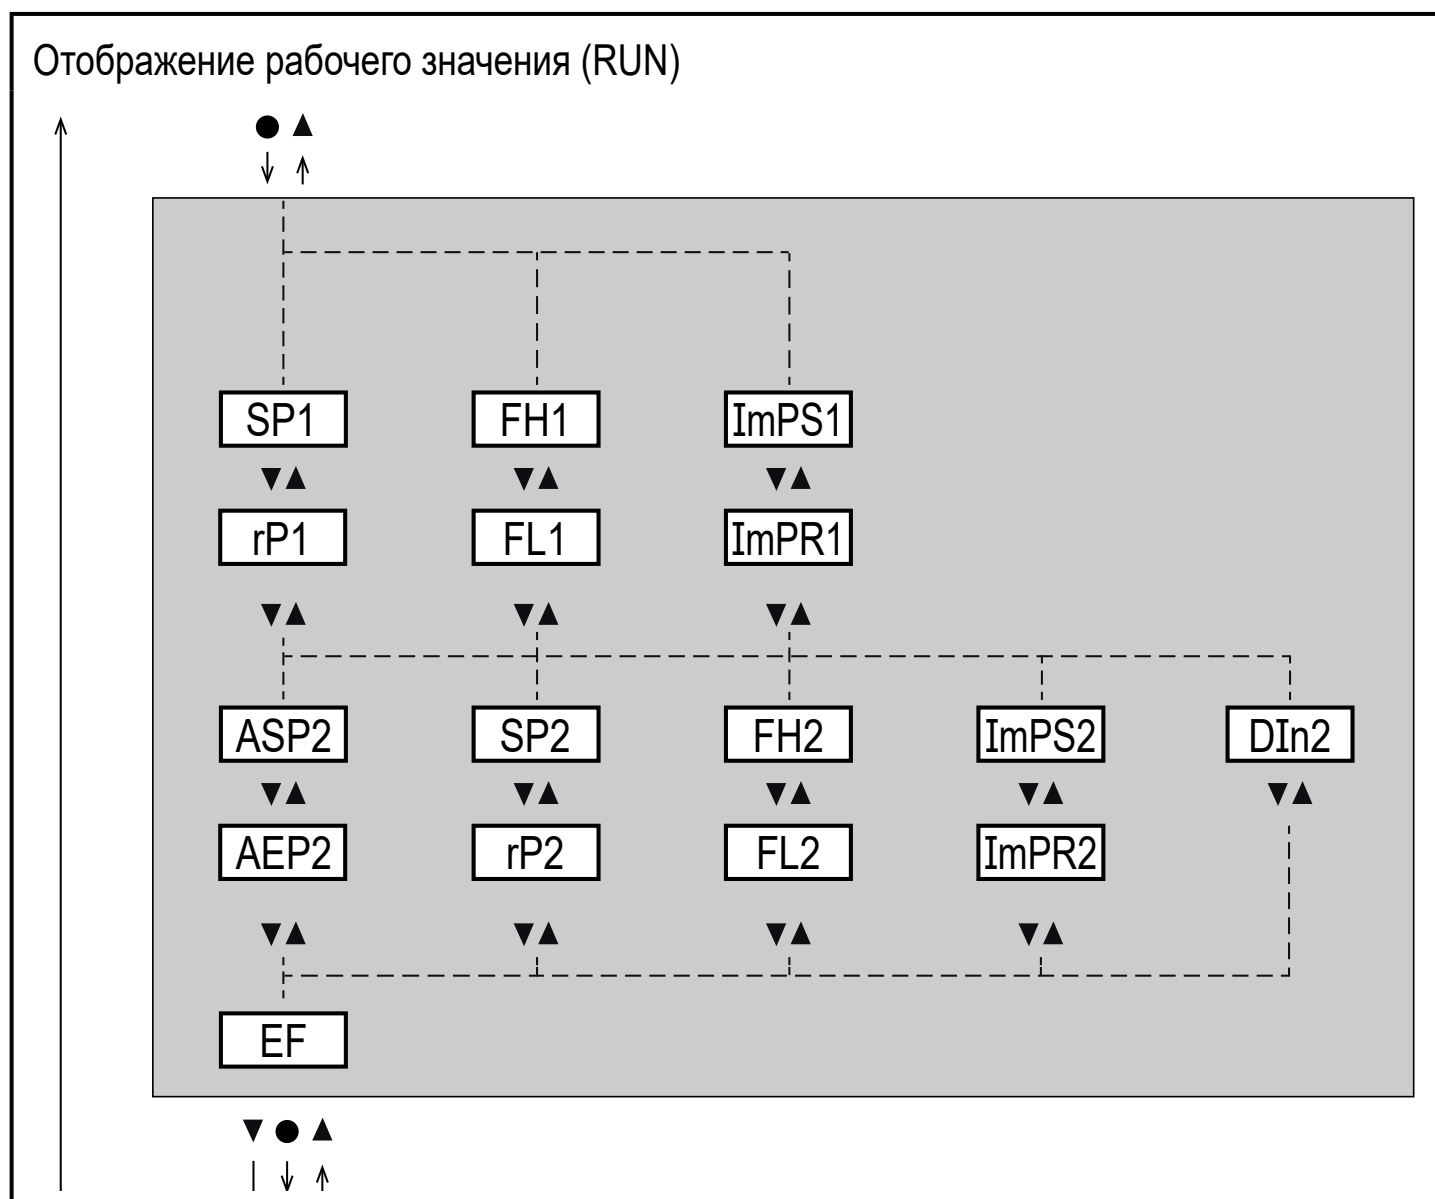 Отображение рабочего значения (RUN)
SP1 FH1 ImPS1
rP1 FL1 ImPR1
ASP2 SP2 FH2 ImPS2 DIn2
AEP2 rP2 FL2 ImPR2
EF